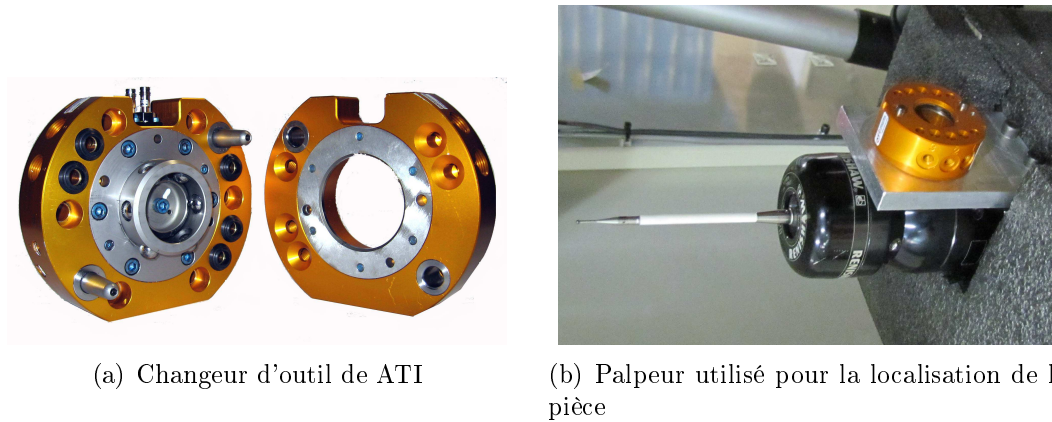 (a) Changeur d'outil de ATI
(b) Palpeur utilisé pour la localisation de
pièce